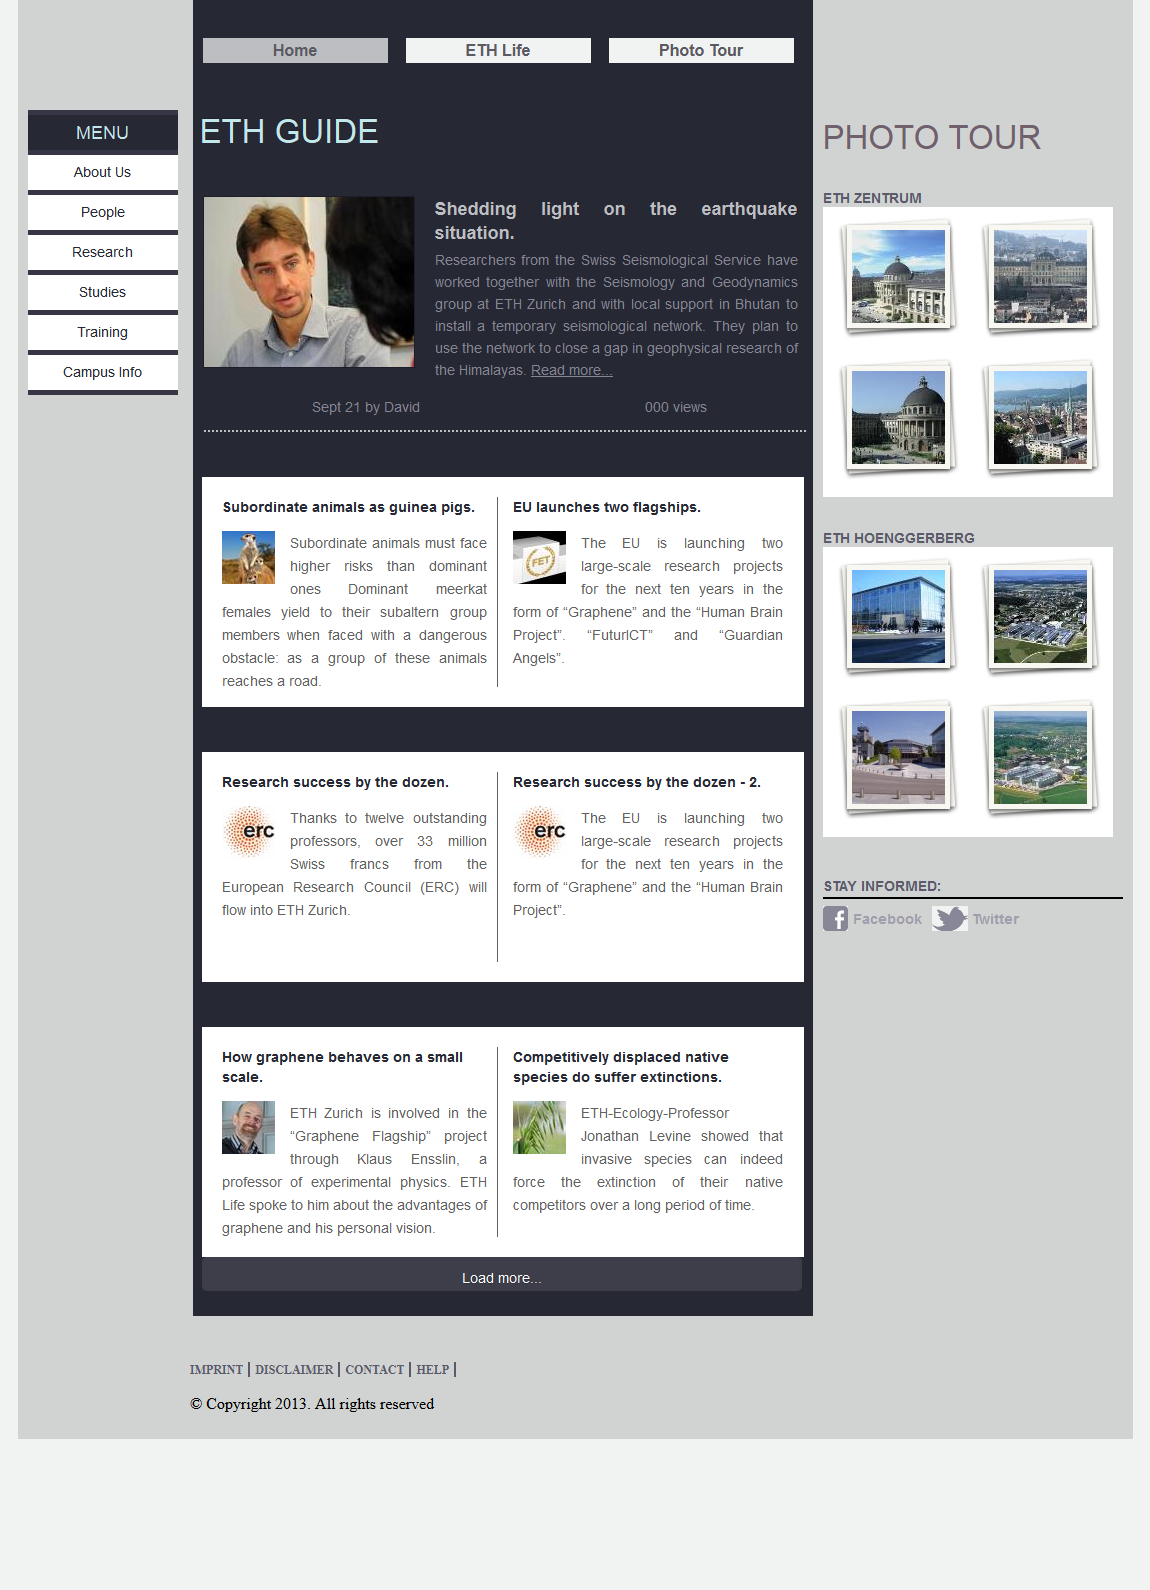 Home
ETH Life
Photo Tour
MENU
About Us
People
Research
Studies
Training
Campus Info
ETH GUIDE
Shedding light on the earthquake
situation.
Researchers from the Swiss Seismological Service have
worked together with the Seismology and Geodynamics
group at ETH Zurich and with local support in Bhutan to
install a temporary seismological network. They plan to
use the network to close a gap in geophysical research of
the Himalayas. Read more...
Sept 21 by David
000 views
Subordinate animals as guinea pigs.
Subordinate animals must face
higher risks than dominant
ones Dominant meerkat
females yield to their subaltern group
members when faced with a dangerous
obstacle: as a group of these animals
reaches a road.
EU launches two flagships.
FET
The EU is launching two
large-scale research projects
for the next ten years in the
form of “Graphene” and the “Human Brain
Project”. “FuturICT” and “Guardian
Angels”.
Research success by the dozen.
erc
Thanks to twelve outstanding
professors, over 33 million
Swiss francs from the
European Research Council (ERC) will
flow into ETH Zurich.
Research success by the dozen - 2.
erc
The EU is launching two
large-scale research projects
for the next ten years in the
form of “Graphene” and the “Human Brain
Project”.
How graphene behaves on a small
scale.
ETH Zurich is involved in the
“Graphene Flagship” project
through Klaus Ensslin, a
professor of experimental physics. ETH
Life spoke to him about the advantages of
graphene and his personal vision.
Competitively displaced native
species do suffer extinctions.
ETH-Ecology-Professor
Jonathan Levine showed that
invasive species can indeed
force the extinction of their native
competitors over a long period of time.
Load more...
PHOTO TOUR
ETH ZENTRUM
ETH HOENGGERBERG
STAY INFORMED:
Facebook
Twitter
IMPRINT | DISCLAIMER | CONTACT | HELP |
© Copyright 2013. All rights reserved